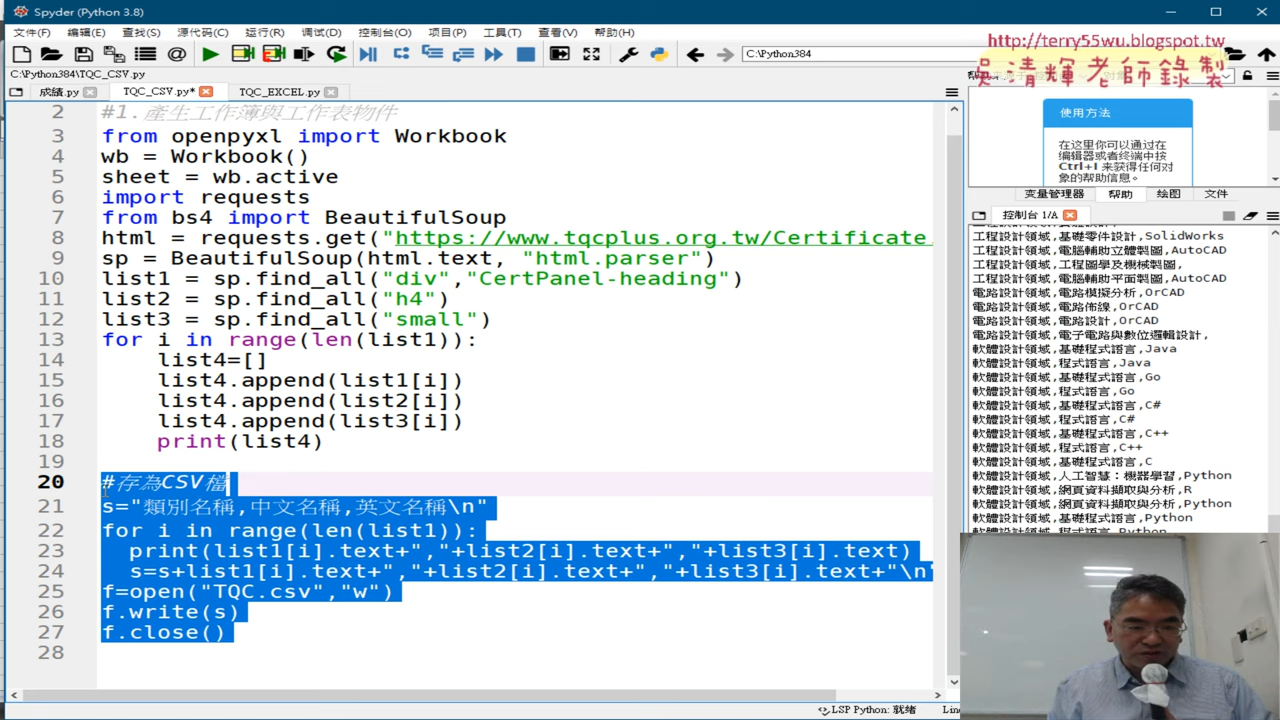 Spyder (Python 3.8)
文件(F) 编辑(E) 查找(S) 源代码(C) 运行(R) 调试(D) 控制台(O) 项目(P) 工具(T) 查看(V) 帮助(H)
http://terry55wu.blogspot.tw
C:\Python384
吳清輝老師錄製
C:\Python384\TQC_CSV.py
成績.py TQC_CSV.py* TQC_EXCEL.py
2 #1.產生工作簿與工作表物件
3 from openpyxl import Workbook
4 wb = Workbook()
5 sheet = wb.active
6 import requests
7 from bs4 import BeautifulSoup
8 html = requests.get("https://www.tqcplus.org.tw/Certificate.
9 sp = BeautifulSoup(html.text, "html.parser")
10 list1 = sp.find_all("div","CertPanel-heading")
11 list2 = sp.find_all("h4")
12 list3 = sp.find_all("small")
13 for i in range(len(list1)):
14 list4=[]
15 list4.append(list1[i])
16 list4.append(list2[i])
17 list4.append(list3[i])
18 print(list4)
19
20 #存為CSV檔
21 s="類別名稱,中文名稱,英文名稱\n"
22 for i in range(len(list1)):
23 print(list1[i].text+","+list2[i].text+","+list3[i].text)
24 s=s+list1[i].text+","+list2[i].text+","+list3[i].text+"\n"
25 f=open("TQC.csv","w")
26 f.write(s)
27 f.close()
28
使用方法
在这里你可以通过在
编辑器或者终端中按
Ctrl+I 来获得任何对
象的帮助信息。
变量管理器 帮助 绘图 文件
控制台 1/A
工程設計領域,基礎零件設計,SolidWorks
工程設計領域,電腦輔助立體製圖,AutoCAD
工程設計領域,工程圖學及機械製圖,
工程設計領域,電腦輔助平面製圖,AutoCAD
電路設計領域,電路模擬分析,OrCAD
電路設計領域,電路佈線,OrCAD
電路設計領域,電路設計,OrCAD
電路設計領域,電子電路與數位邏輯設計,
軟體設計領域,基礎程式語言,Java
軟體設計領域,程式語言,Java
軟體設計領域,基礎程式語言,Go
軟體設計領域,程式語言,Go
軟體設計領域,基礎程式語言,C#
軟體設計領域,程式語言,C#
軟體設計領域,基礎程式語言,C++
軟體設計領域,程式語言,C++
軟體設計領域,基礎程式語言,C
軟體設計領域,人工智慧：機器學習,Python
軟體設計領域,網頁資料擷取與分析,R
軟體設計領域,網頁資料擷取與分析,Python
軟體設計領域,基礎程式語言,Python
軟體設計領域,程式語言,Python
LSP Python: 就绪 Lin